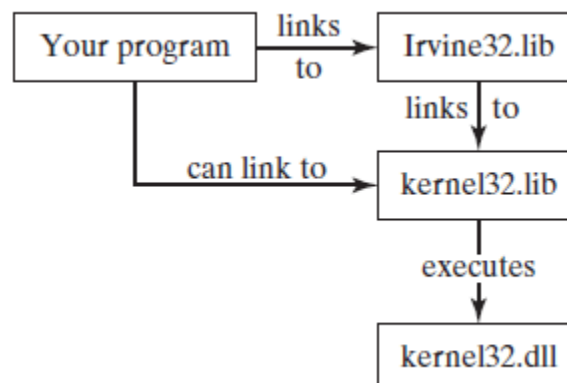 Your program
links
to
Irvine32.lib
links to
can link to
kernel32.lib
executes
kernel32.dll